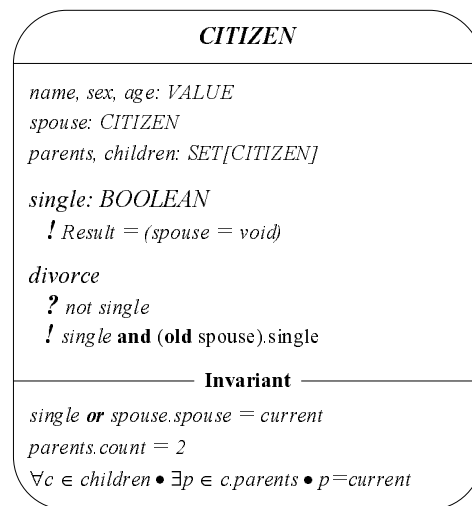 CITIZEN
name, sex, age: VALUE
spouse: CITIZEN
parents, children: SET[CITIZEN]
single: BOOLEAN
! Result = (spouse = void)
divorce
? not single
! single and (old spouse).single
Invariant
single or spouse.spouse = current
parents.count = 2
∀c ∈ children • ∃p ∈ c.parents • p=current